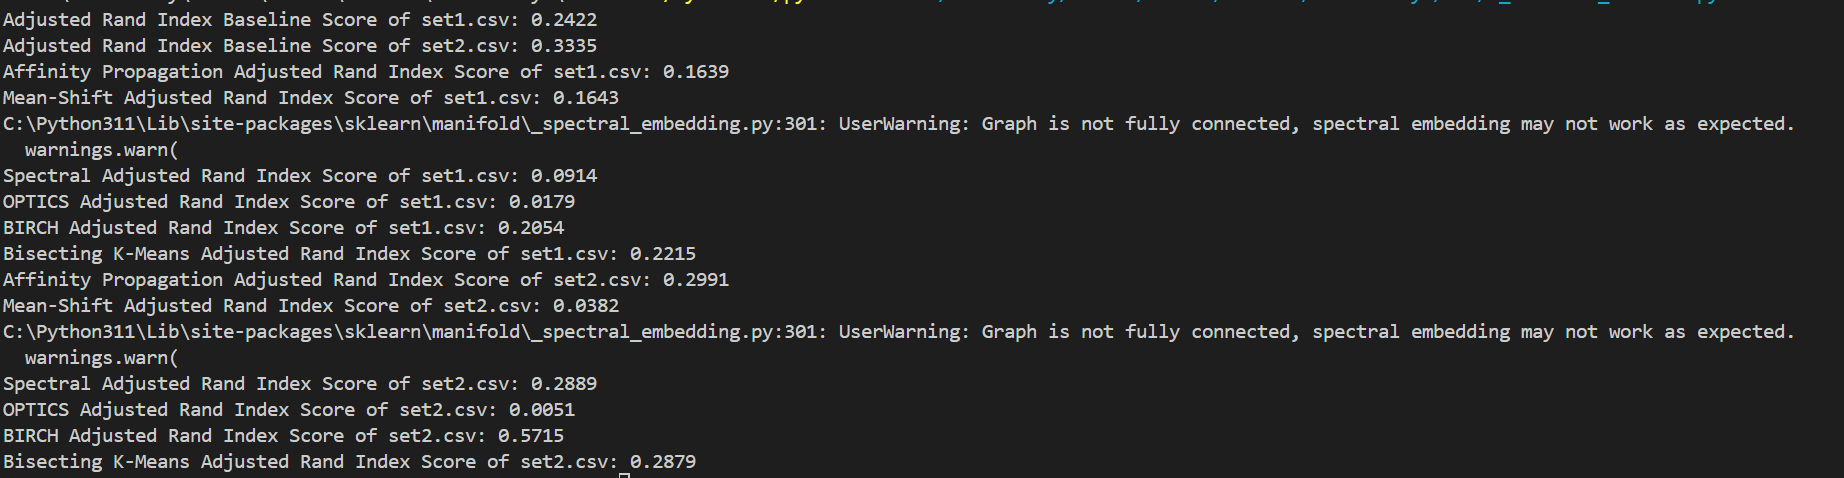 Adjusted Rand Index Baseline Score of set1.csv: 0.2422
Adjusted Rand Index Baseline Score of set2.csv: 0.3335
Affinity Propagation Adjusted Rand Index Score of set1.csv: 0.1639
Mean-Shift Adjusted Rand Index Score of set1.csv: 0.1643
C:\Python311\Lib\site-packages\sklearn\manifold\_spectral_embedding.py:301: UserWarning: Graph is not fully connected, spectral embedding may not work as expected.
  warnings.warn(
Spectral Adjusted Rand Index Score of set1.csv: 0.0914
OPTICS Adjusted Rand Index Score of set1.csv: 0.0179
BIRCH Adjusted Rand Index Score of set1.csv: 0.2054
Bisecting K-Means Adjusted Rand Index Score of set1.csv: 0.2215
Affinity Propagation Adjusted Rand Index Score of set2.csv: 0.2991
Mean-Shift Adjusted Rand Index Score of set2.csv: 0.0382
C:\Python311\Lib\site-packages\sklearn\manifold\_spectral_embedding.py:301: UserWarning: Graph is not fully connected, spectral embedding may not work as expected.
  warnings.warn(
Spectral Adjusted Rand Index Score of set2.csv: 0.2889
OPTICS Adjusted Rand Index Score of set2.csv: 0.0051
BIRCH Adjusted Rand Index Score of set2.csv: 0.5715
Bisecting K-Means Adjusted Rand Index Score of set2.csv: 0.2879